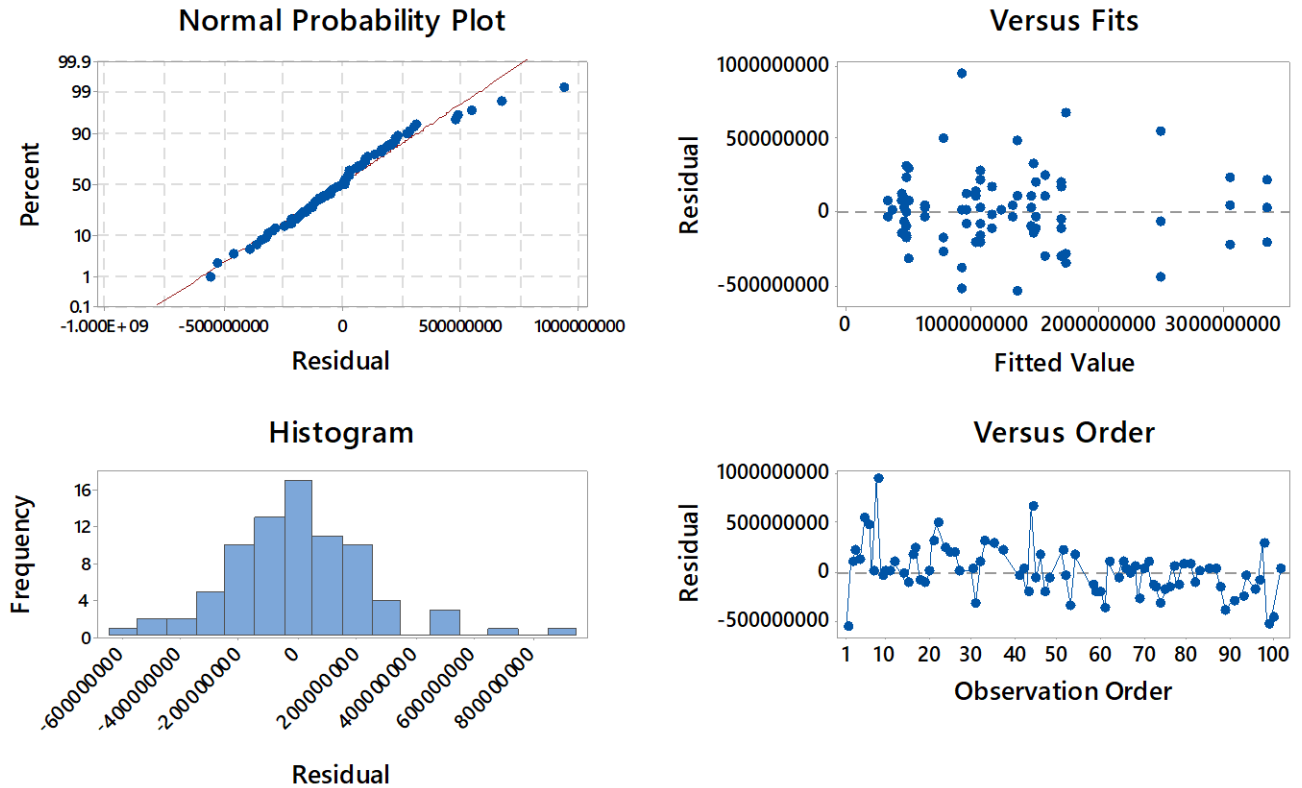 Normal Probability Plot
Percent
99.9
99
90
50
10
1
0.1
-1.000E+09 -500000000 0 500000000 1000000000
Residual
Versus Fits
Residual
1000000000
500000000
0
-500000000
0 1000000000 2000000000 3000000000
Fitted Value
Histogram
Frequency
16
12
8
4
0
-600000000 -400000000 -200000000 0 200000000 400000000 600000000 800000000
Residual
Versus Order
Residual
1000000000
500000000
0
-500000000
1 10 20 30 40 50 60 70 80 90 100
Observation Order